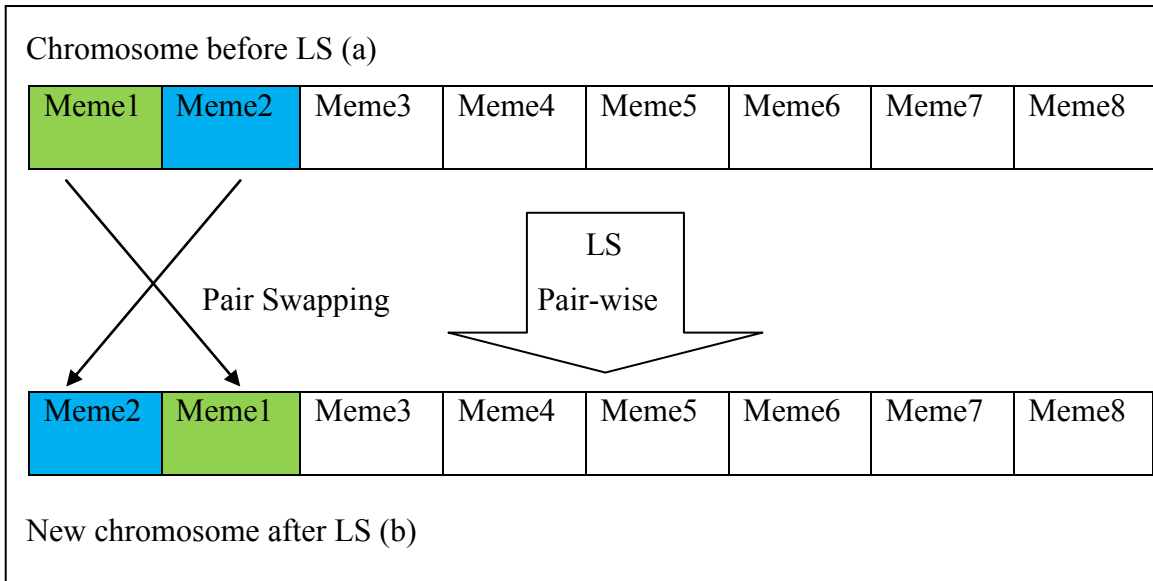 Chromosome before LS (a)
Meme1 Meme2 Meme3 Meme4 Meme5 Meme6 Meme7 Meme8
LS
Pair Swapping
Pair-wise
Meme2 Meme1 Meme3 Meme4 Meme5 Meme6 Meme7 Meme8
New chromosome after LS (b)